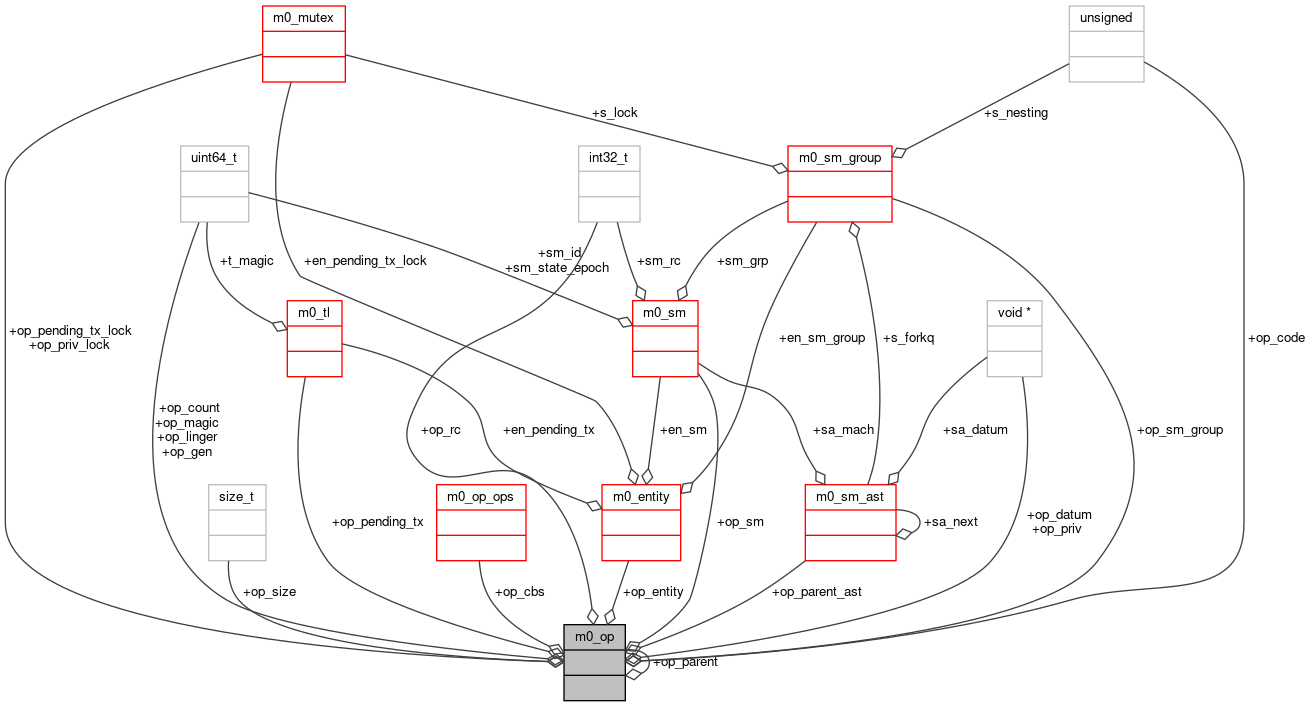 m0_mutex
unsigned
+s_lock
+s_nesting
uint64_t
int32_t
m0_sm_group
+t_magic
+en_pending_tx_lock
+sm_id
+sm_state_epoch
+sm_rc
+sm_grp
m0_tl
m0_sm
void *
+op_pending_tx_lock
+op_priv_lock
+en_sm_group
+s_forkq
+op_code
+op_count
+op_magic
+op_linger
+op_gen
+op_rc
+en_pending_tx
+en_sm
+sa_mach
+sa_datum
+op_sm_group
size_t
m0_op_ops
m0_entity
m0_sm_ast
+op_pending_tx
+op_sm
+sa_next
+op_datum
+op_priv
+op_size
+op_cbs
+op_entity
+op_parent_ast
m0_op
+op_parent